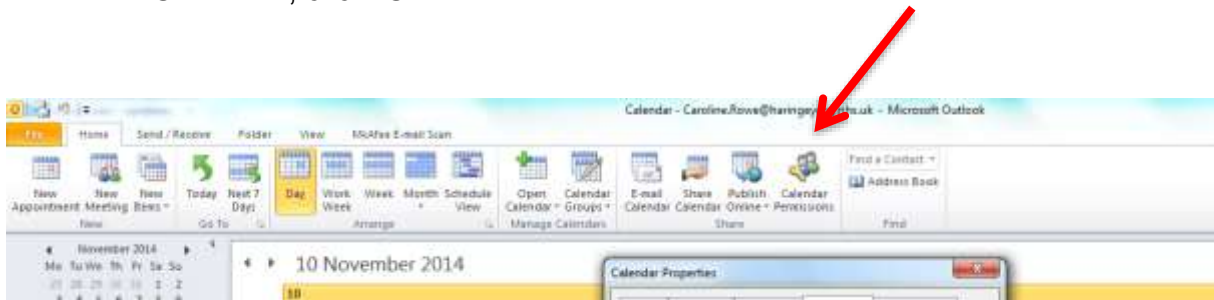 Calendar - Caroline.Rowe@haringey - Microsoft Outlook
File Home Send / Receive Folder View McAfee E-mail Scan
New Appointment New Meeting New Items Today Next 7 Days Day Work Week Week Month Schedule View Open Calendar Calendar Groups E-mail Calendar Share Calendar Publish Online Calendar Permissions Find a Contact
Address Book
New Go To Arrange Manage Calendars Share Find
November 2014
Mo Tu We Th Fr Sa Su
1 2
10 November 2014
10
Calendar Properties